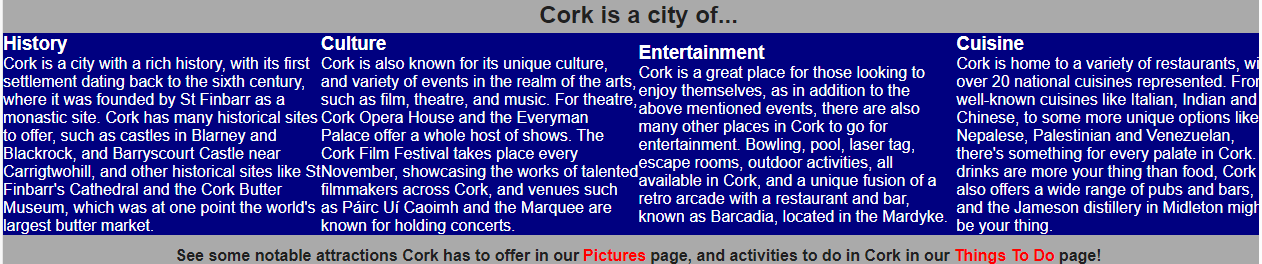 Cork is a city of...
History
Cork is a city with a rich history, with its first
settlement dating back to the sixth century,
where it was founded by St Finbarr as a
monastic site. Cork has many historical sites
to offer, such as castles in Blarney and
Blackrock, and Barryscourt Castle near
Carrigtwohill, and other historical sites like St
Finbarr's Cathedral and the Cork Butter
Museum, which was at one point the world's
largest butter market.
Culture
Cork is also known for its unique culture,
and variety of events in the realm of the arts,
such as film, theatre, and music. For theatre,
Cork Opera House and the Everyman
Palace offer a whole host of shows. The
Cork Film Festival takes place every
November, showcasing the works of talented
filmmakers across Cork, and venues such
as Páirc Uí Caoimh and the Marquee are
known for holding concerts.
Entertainment
Cork is a great place for those looking to
enjoy themselves, as in addition to the
above mentioned events, there are also
many other places in Cork to go for
entertainment. Bowling, pool, laser tag,
escape rooms, outdoor activities, all
available in Cork, and a unique fusion of a
retro arcade with a restaurant and bar,
known as Barcadia, located in the Mardyke.
Cuisine
Cork is home to a variety of restaurants, wi
over 20 national cuisines represented. Fror
well-known cuisines like Italian, Indian and
Chinese, to some more unique options like
Nepalese, Palestinian and Venezuelan,
there's something for every palate in Cork.
drinks are more your thing than food, Cork
also offers a wide range of pubs and bars,
and the Jameson distillery in Midleton migh
be your thing.
See some notable attractions Cork has to offer in our Pictures page, and activities to do in Cork in our Things To Do page!